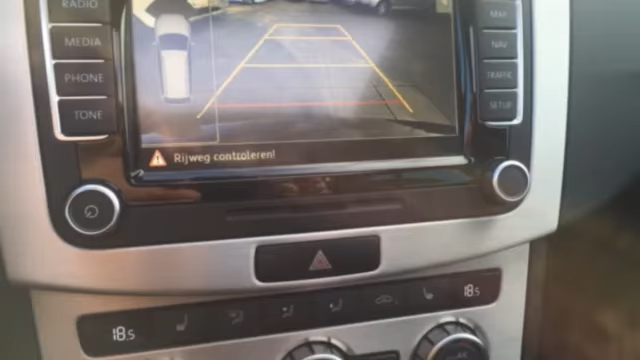 RADIO
MEDIA
PHONE
TONE
MAP
NAV
TRAFFIC
SETUP
Rijweg controleren!
18.5
18.5